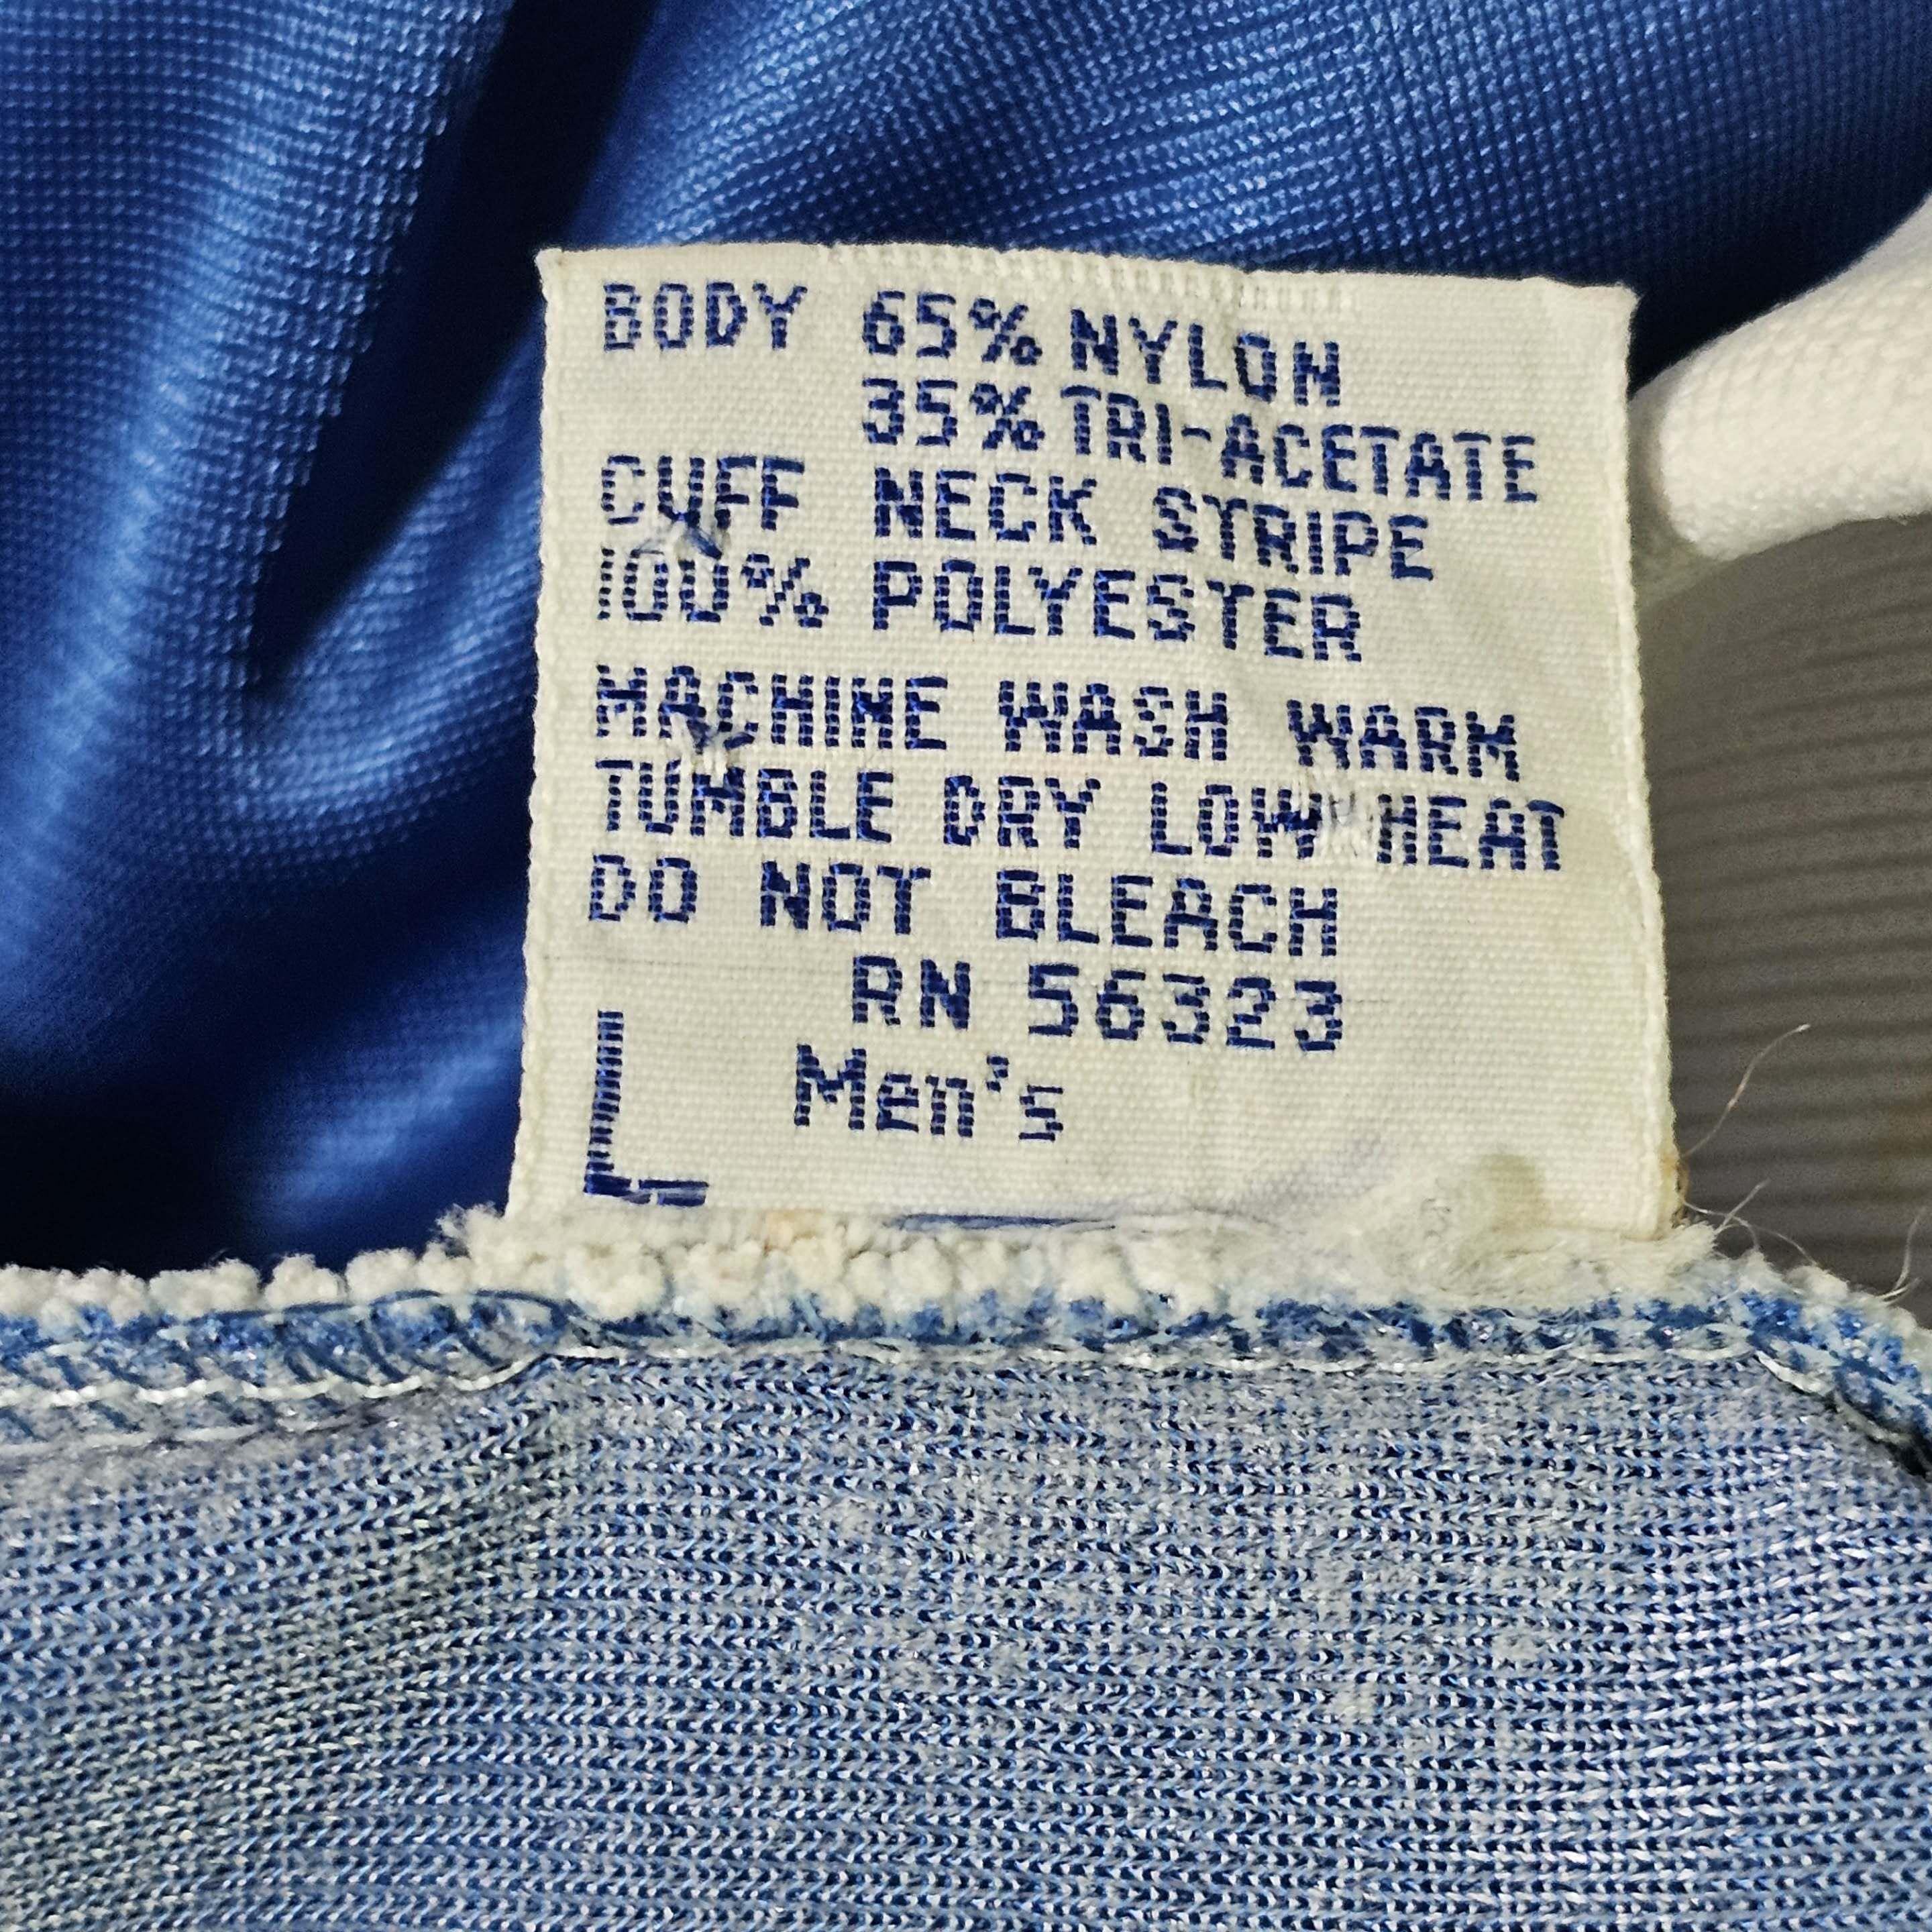 BODY 65% NYLON
35% TRI-ACETATE
CUFF NECK STRIPE
100% POLYESTER
MACHINE WASH WARM
TUMBLE DRY LOW HEAT
DO NOT BLEACH
RN 56323
L Men's